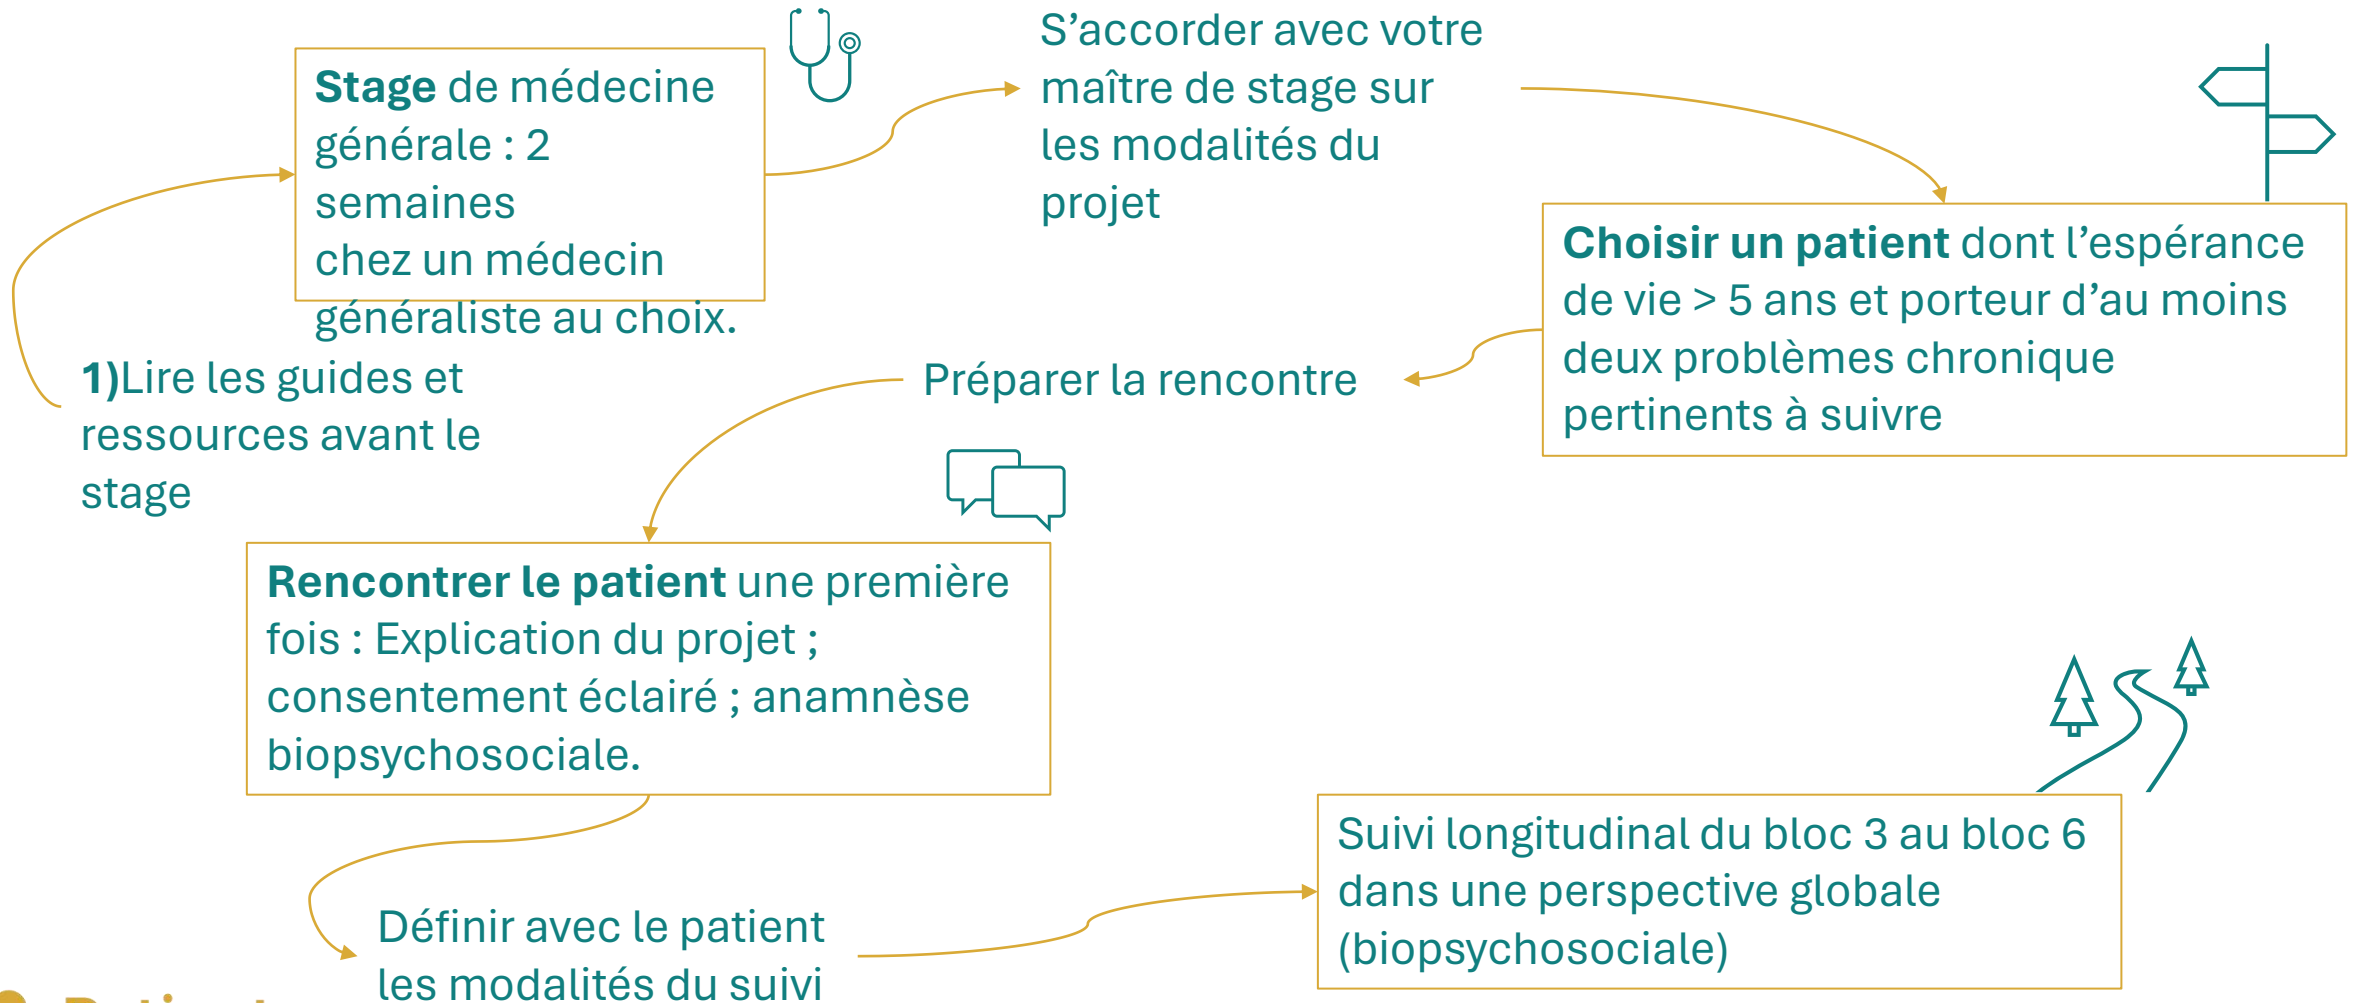 1)Lire les guides et
ressources avant le
stage
Stage de médecine
générale : 2
semaines
chez un médecin
généraliste au choix.
S’accorder avec votre
maître de stage sur
les modalités du
projet
Choisir un patient dont l’espérance
de vie > 5 ans et porteur d’au moins
deux problèmes chronique
pertinents à suivre
Préparer la rencontre
Rencontrer le patient une première
fois : Explication du projet ;
consentement éclairé ; anamnèse
biopsychosociale.
Définir avec le patient
les modalités du suivi
Suivi longitudinal du bloc 3 au bloc 6
dans une perspective globale
(biopsychosociale)